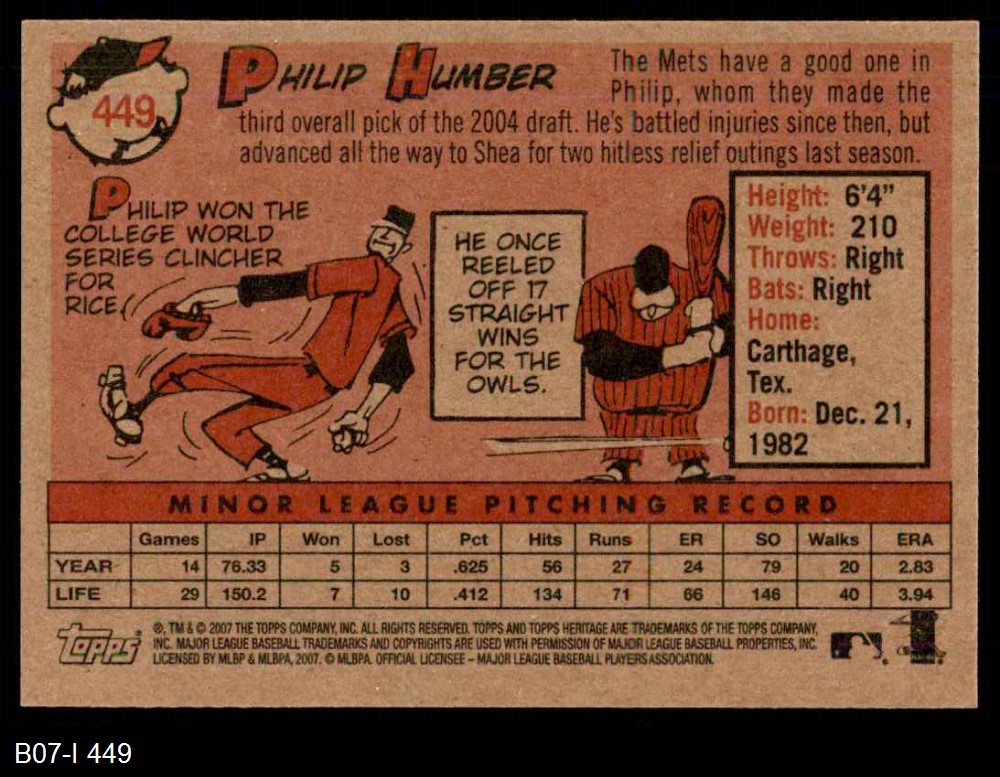 449
PHILIP HUMBER
The Mets have a good one in
Philip, whom they made the
third overall pick of the 2004 draft. He's battled injuries since then, but
advanced all the way to Shea for two hitless relief outings last season.
PHILIP WON THE
COLLEGE WORLD
SERIES CLINCHER
FOR
RICE.
HE ONCE
REELED
OFF 17
STRAIGHT
WINS
FOR THE
OWLS.
Height: 6'4"
Weight: 210
Throws: Right
Bats: Right
Home:
Carthage,
Tex.
Born: Dec. 21,
1982
MINOR LEAGUE PITCHING RECORD
Games IP Won Lost Pct Hits Runs ER SO Walks ERA
YEAR 14 76.33 5 3 .625 56 27 24 79 20 2.83
LIFE 29 150.2 7 10 .412 134 71 66 146 40 3.94
Topps
®, TM & © 2007 THE TOPPS COMPANY, INC. ALL RIGHTS RESERVED. TOPPS AND TOPPS HERITAGE ARE TRADEMARKS OF THE TOPPS COMPANY,
INC. MAJOR LEAGUE BASEBALL TRADEMARKS AND COPYRIGHTS ARE USED WITH PERMISSION OF MAJOR LEAGUE BASEBALL PROPERTIES, INC.
LICENSED BY MLBP & MLBPA, 2007. © MLBPA. OFFICIAL LICENSEE – MAJOR LEAGUE BASEBALL PLAYERS ASSOCIATION.
B07-I 449